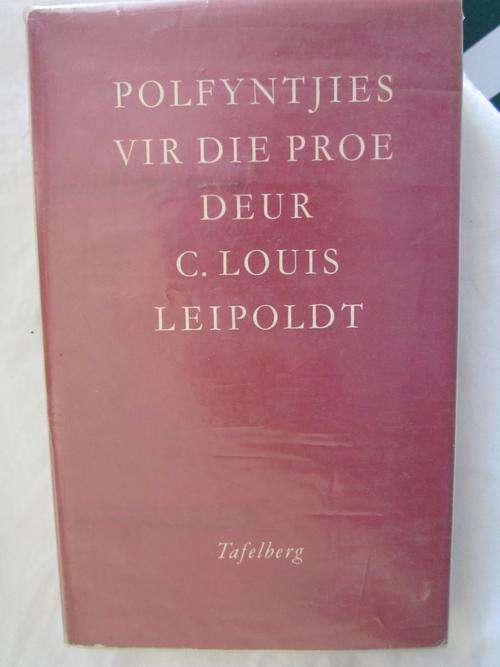 POLFYNTJIES
VIR DIE PROE
DEUR
C. LOUIS
LEIPOLDT
Tafelberg